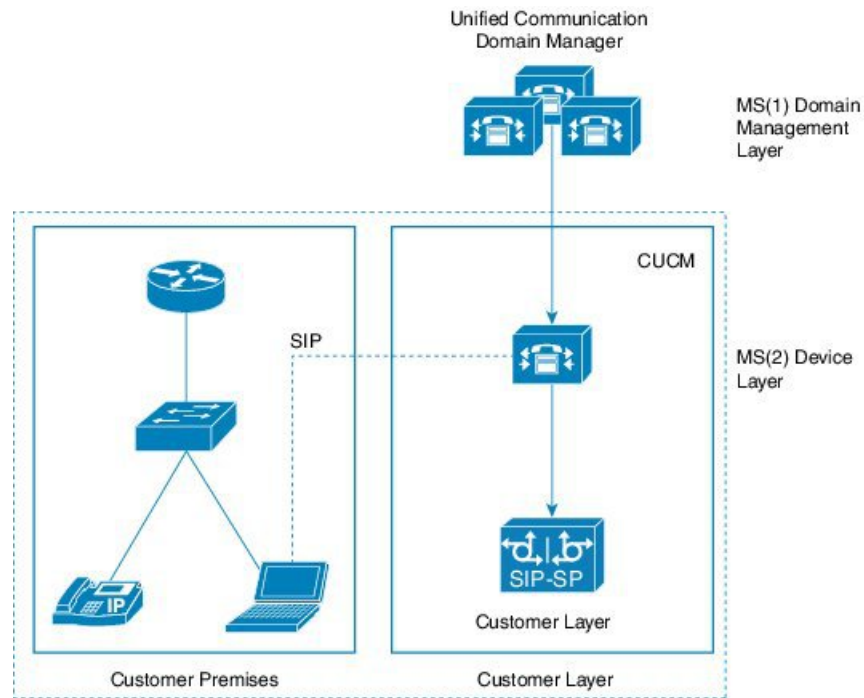 Unified Communication
Domain Manager
MS(1) Domain
Management
Layer
CUCM
SIP
MS(2) Device
Layer
IP
SIP-SP
Customer Layer
Customer Premises
Customer Layer